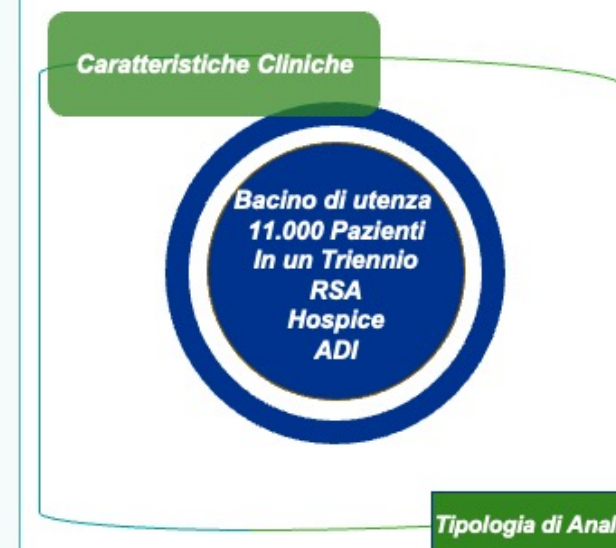 Caratteristiche Cliniche
Bacino di utenza
11.000 Pazienti
In un Triennio
RSA
Hospice
ADI
Tipologia di Anal